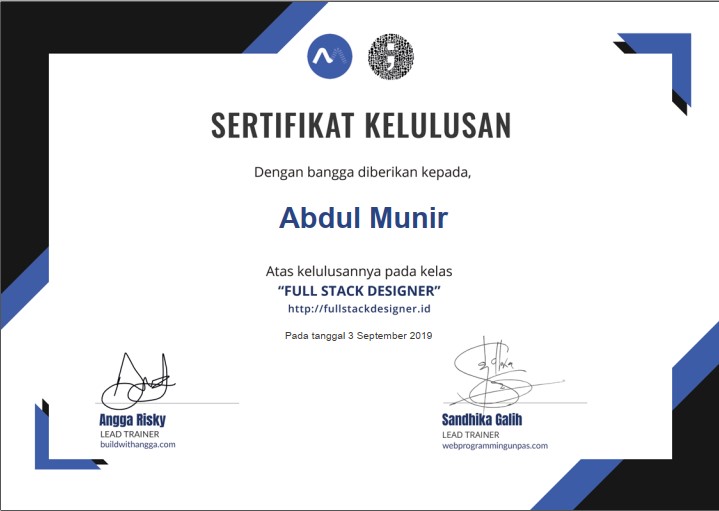 SERTIFIKAT KELULUSAN
Dengan bangga diberikan kepada,
Abdul Munir
Atas kelulusannya pada kelas
“FULL STACK DESIGNER”
http://fullstackdesigner.id
Pada tanggal 3 September 2019
Angga Risky
LEAD TRAINER
buildwithangga.com
Sandhika Galih
LEAD TRAINER
webprogrammingunpas.com